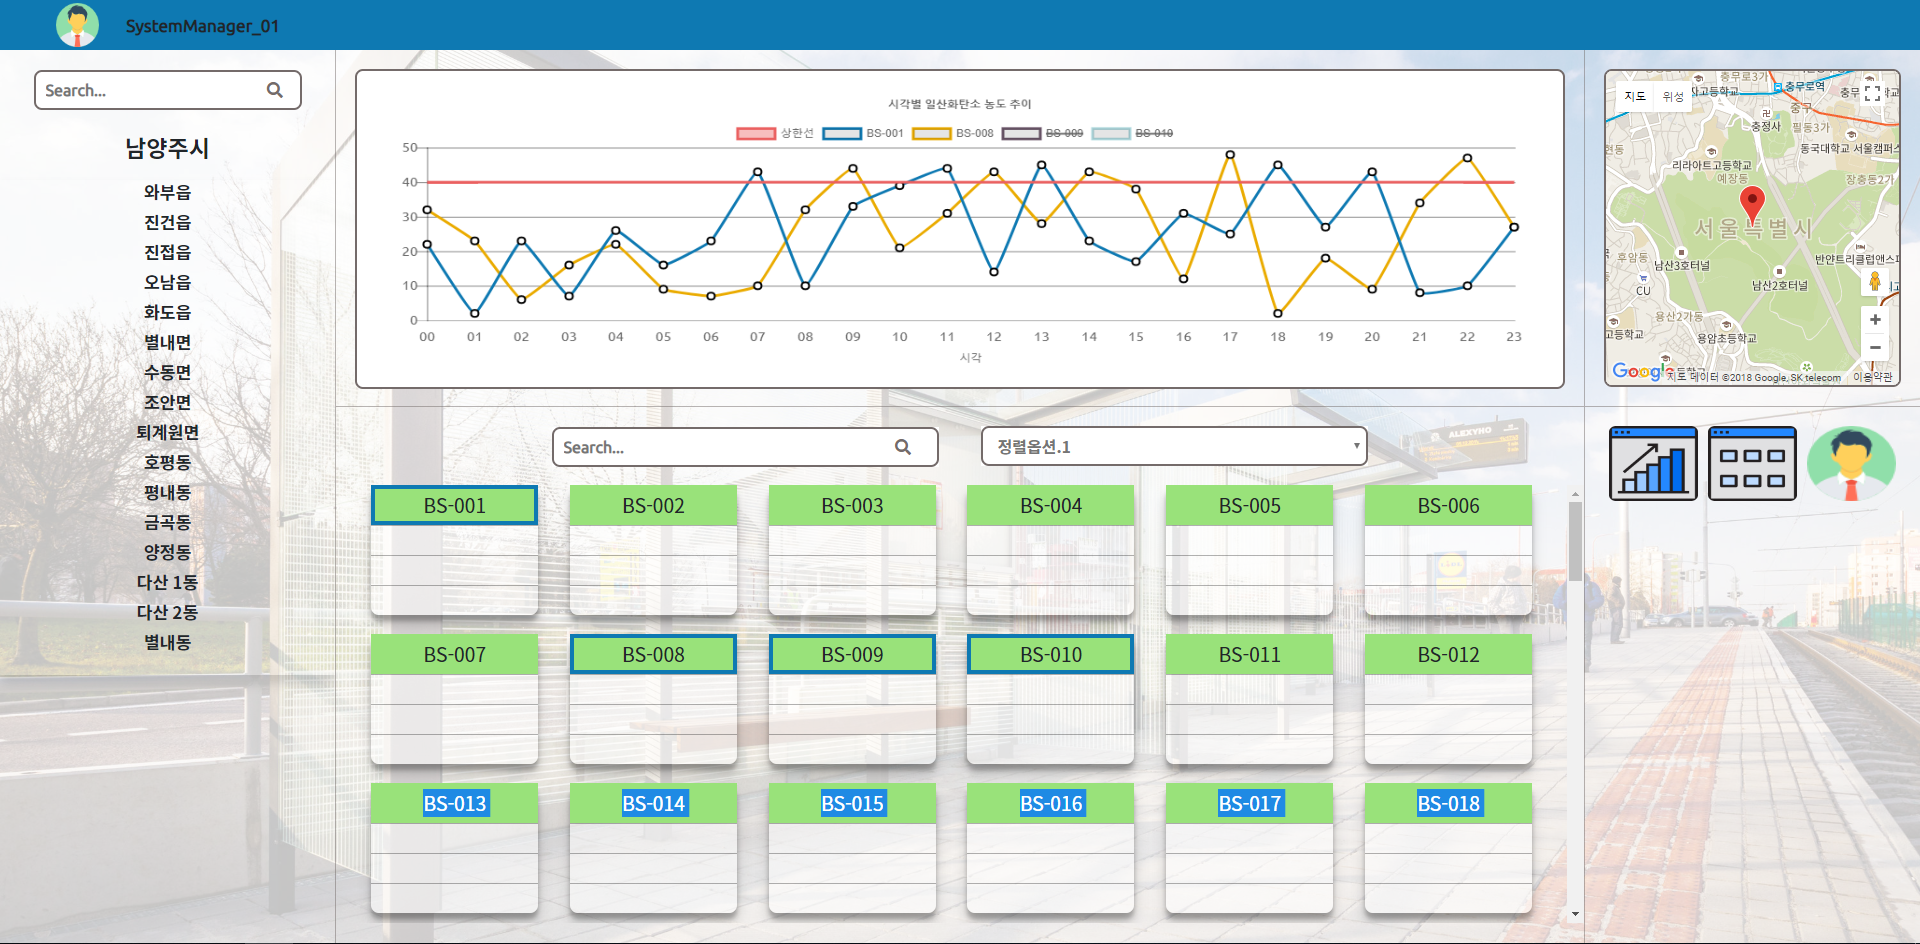 SystemManager_01
Search...
남양주시
와부읍
진건읍
진접읍
오남읍
화도읍
별내면
수동면
조안면
퇴계원면
호평동
평내동
금곡동
양정동
다산 1동
다산 2동
별내동
시각별 일산화탄소 농도 추이
상한선 BS-001 BS-008 BS-009 BS-010
50
40
30
20
10
0
00 01 02 03 04 05 06 07 08 09 10 11 12 13 14 15 16 17 18 19 20 21 22 23
시각
Search...
정렬옵션.1
BS-001 BS-002 BS-003 BS-004 BS-005 BS-006
BS-007 BS-008 BS-009 BS-010 BS-011 BS-012
BS-013 BS-014 BS-015 BS-016 BS-017 BS-018
ALEXYHO
지도 위성
충무로3가
충무로역
자고등학교
중구
충정사
필동3가
동국대학교 서울캠퍼스
리라아트고등학교
예장동
장충동2가
서울특별시
후암동
남산3호터널
반얀트리클럽앤스파
CU
남산2호터널
용산2가동
고등학교
용암초등학교
Google
지도 데이터 ©2018 Google, SK telecom 이용약관